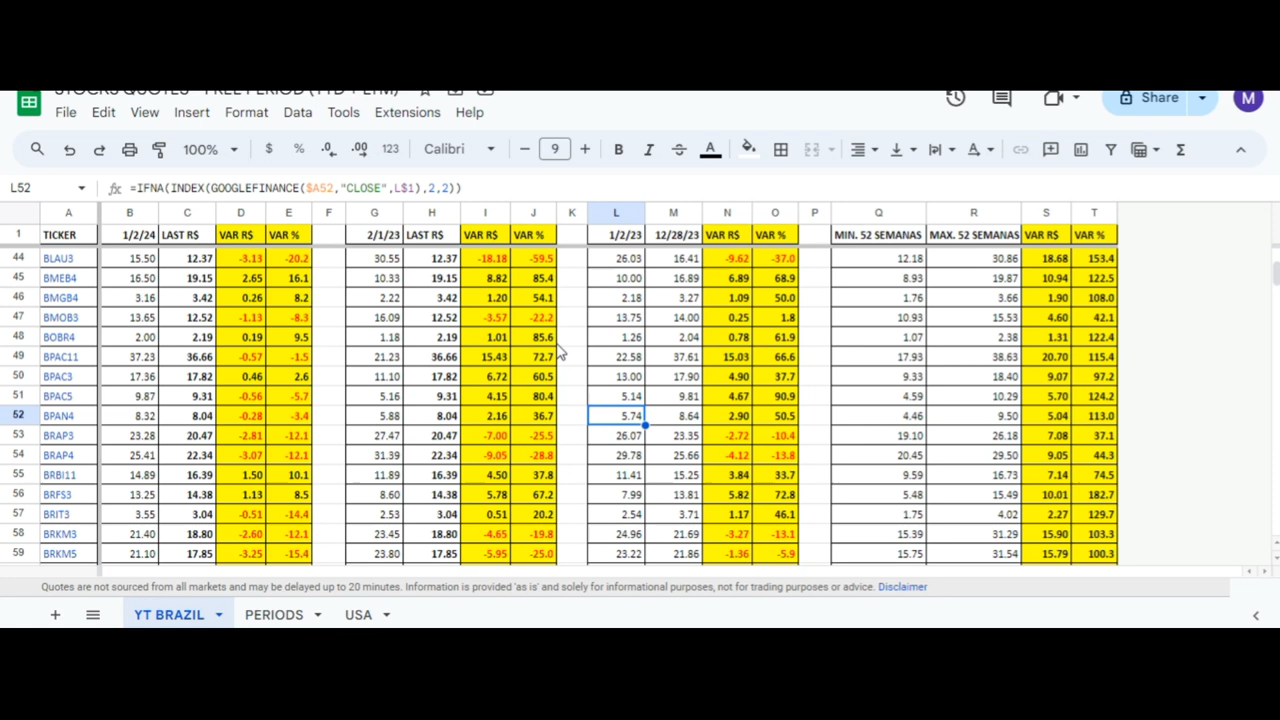 STOCKS QUOTES - FREE PERIOD (YTD + LTM)
Share
M
File Edit View Insert Format Data Tools Extensions Help
100% $ % .0 .00 123 Calibri 9 B I A Σ
L52 fx =IFNA(INDEX(GOOGLEFINANCE($A52,"CLOSE",L$1),2,2))
A B C D E F G H I J K L M N O P Q R S T
1 TICKER 1/2/24 LAST R$ VAR R$ VAR % 2/1/23 LAST R$ VAR R$ VAR % 1/2/23 12/28/23 VAR R$ VAR % MIN. 52 SEMANAS MAX. 52 SEMANAS VAR R$ VAR %
44 BLAU3 15.50 12.37 -3.13 -20.2 30.55 12.37 -18.18 -59.5 26.03 16.41 -9.62 -37.0 12.18 30.86 18.68 153.4
45 BMEB4 16.50 19.15 2.65 16.1 10.33 19.15 8.82 85.4 10.00 16.89 6.89 68.9 8.93 19.87 10.94 122.5
46 BMGB4 3.16 3.42 0.26 8.2 2.22 3.42 1.20 54.1 2.18 3.27 1.09 50.0 1.76 3.66 1.90 108.0
47 BMOB3 13.65 12.52 -1.13 -8.3 16.09 12.52 -3.57 -22.2 13.75 14.00 0.25 1.8 10.93 15.53 4.60 42.1
48 BOBR4 2.00 2.19 0.19 9.5 1.18 2.19 1.01 85.6 1.26 2.04 0.78 61.9 1.07 2.38 1.31 122.4
49 BPAC11 37.23 36.66 -0.57 -1.5 21.23 36.66 15.43 72.7 22.58 37.61 15.03 66.6 17.93 38.63 20.70 115.4
50 BPAC3 17.36 17.82 0.46 2.6 11.10 17.82 6.72 60.5 13.00 17.90 4.90 37.7 9.33 18.40 9.07 97.2
51 BPAC5 9.87 9.31 -0.56 -5.7 5.16 9.31 4.15 80.4 5.14 9.81 4.67 90.9 4.59 10.29 5.70 124.2
52 BPAN4 8.32 8.04 -0.28 -3.4 5.88 8.04 2.16 36.7 5.74 8.64 2.90 50.5 4.46 9.50 5.04 113.0
53 BRAP3 23.28 20.47 -2.81 -12.1 27.47 20.47 -7.00 -25.5 26.07 23.35 -2.72 -10.4 19.10 26.18 7.08 37.1
54 BRAP4 25.41 22.34 -3.07 -12.1 31.39 22.34 -9.05 -28.8 29.78 25.66 -4.12 -13.8 20.45 29.50 9.05 44.3
55 BRBI11 14.89 16.39 1.50 10.1 11.89 16.39 4.50 37.8 11.41 15.25 3.84 33.7 9.59 16.73 7.14 74.5
56 BRFS3 13.25 14.38 1.13 8.5 8.60 14.38 5.78 67.2 7.99 13.81 5.82 72.8 5.48 15.49 10.01 182.7
57 BRIT3 3.55 3.04 -0.51 -14.4 2.53 3.04 0.51 20.2 2.54 3.71 1.17 46.1 1.75 4.02 2.27 129.7
58 BRKM3 21.40 18.80 -2.60 -12.1 23.45 18.80 -4.65 -19.8 24.96 21.69 -3.27 -13.1 15.39 31.29 15.90 103.3
59 BRKM5 21.10 17.85 -3.25 -15.4 23.80 17.85 -5.95 -25.0 23.22 21.86 -1.36 -5.9 15.75 31.54 15.79 100.3
Quotes are not sourced from all markets and may be delayed up to 20 minutes. Information is provided 'as is' and solely for informational purposes, not for trading purposes or advice. Disclaimer
YT BRAZIL PERIODS USA